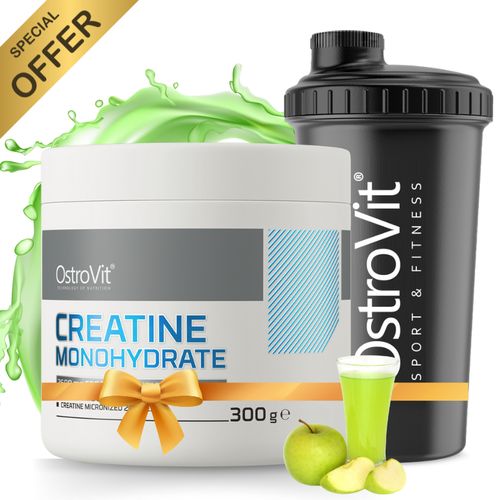 SPECIAL
OFFER
OstroVit®
TECHNOLOGY OF NUTRITION
CREATINE
MONOHYDRATE
CREATINE MICRONIZED
300 g ℮
OstroVit®
SPORT & FITNESS